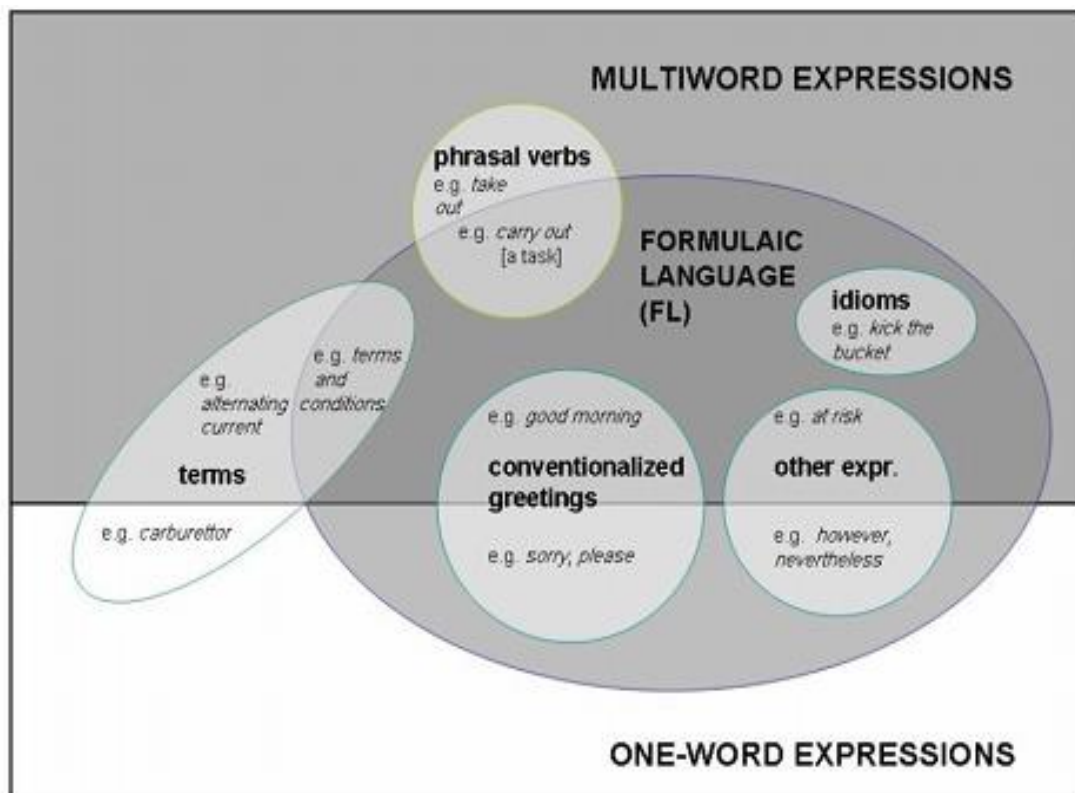 MULTIWORD EXPRESSIONS
phrasal verbs
e.g. take
out
e.g. carry out
[a task]
FORMULAIC
LANGUAGE
(FL)
idioms
e.g. kick the
bucket
e.g. terms
and
conditions
e.g.
alternating
current
terms
e.g. carburettor
e.g. good morning
conventionalized
greetings
e.g. sorry, please
e.g. at risk
other expr.
e.g. however,
nevertheless
ONE-WORD EXPRESSIONS